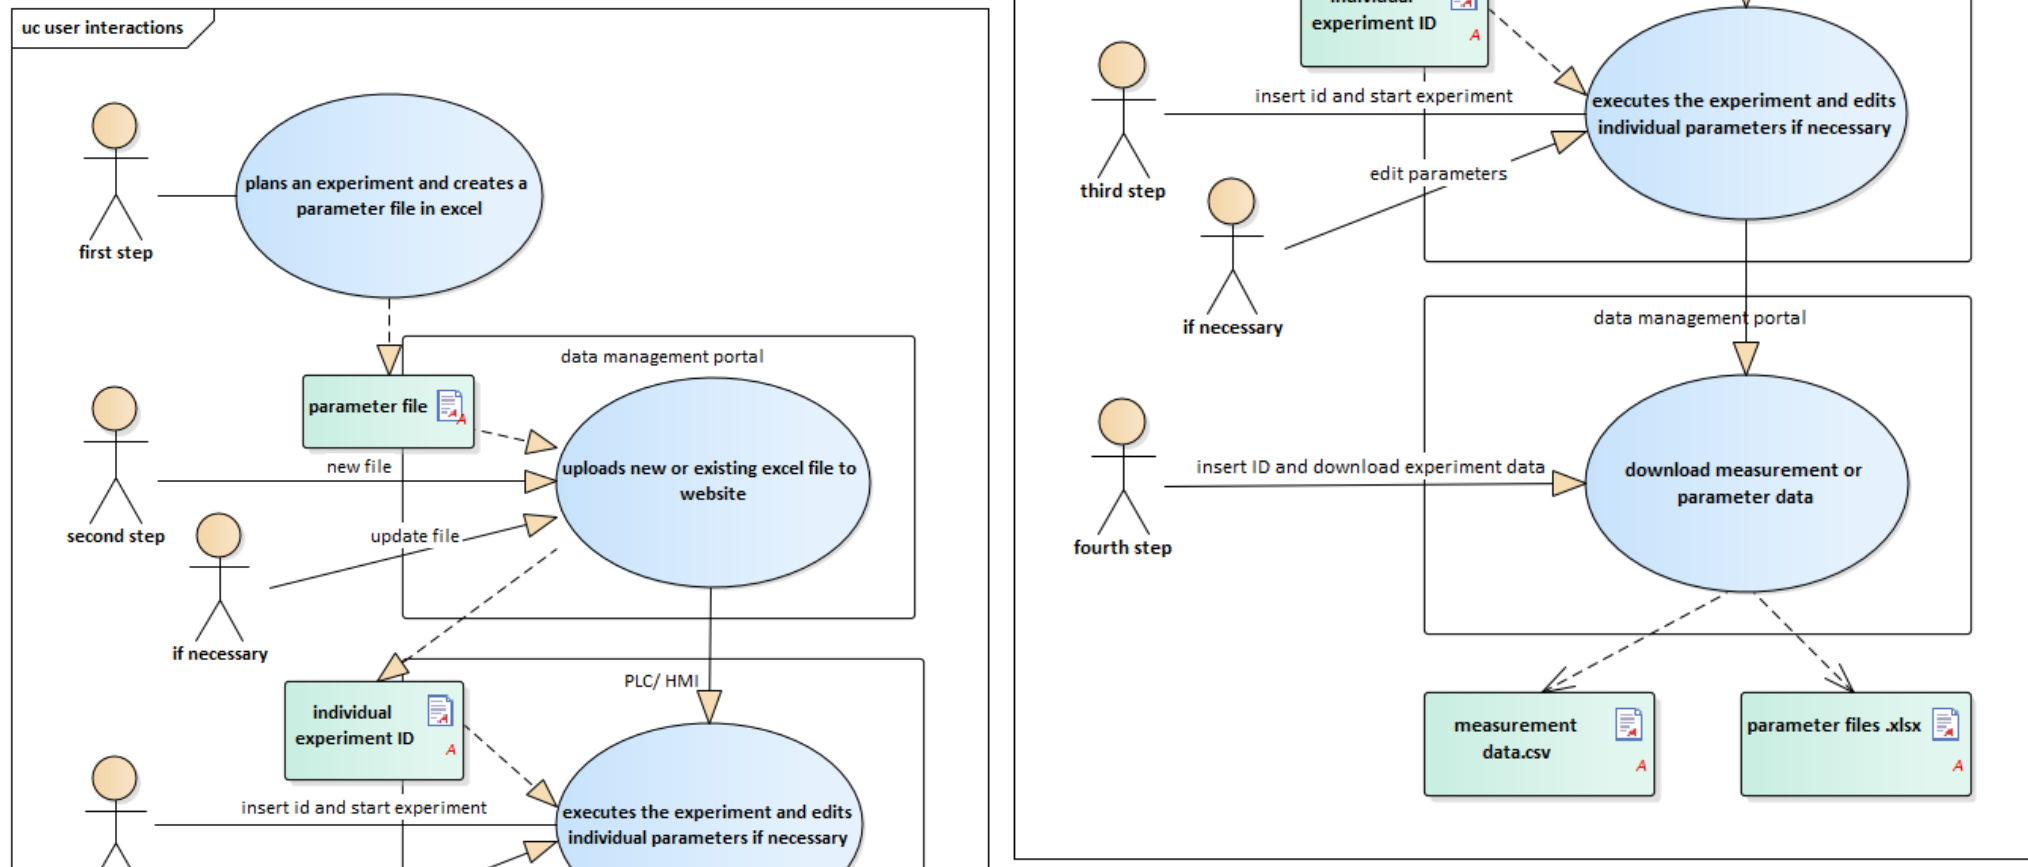 uc user interactions
plans an experiment and creates a
parameter file in excel
first step
data management portal
parameter file
A
new file
uploads new or existing excel file to
website
second step
update file
if necessary
PLC/ HMI
individual
experiment ID
A
insert id and start experiment
executes the experiment and edits
individual parameters if necessary
experiment ID
A
insert id and start experiment
executes the experiment and edits
individual parameters if necessary
third step
edit parameters
if necessary
data management portal
insert ID and download experiment data
download measurement or
parameter data
fourth step
measurement
data.csv
A
parameter files .xlsx
A